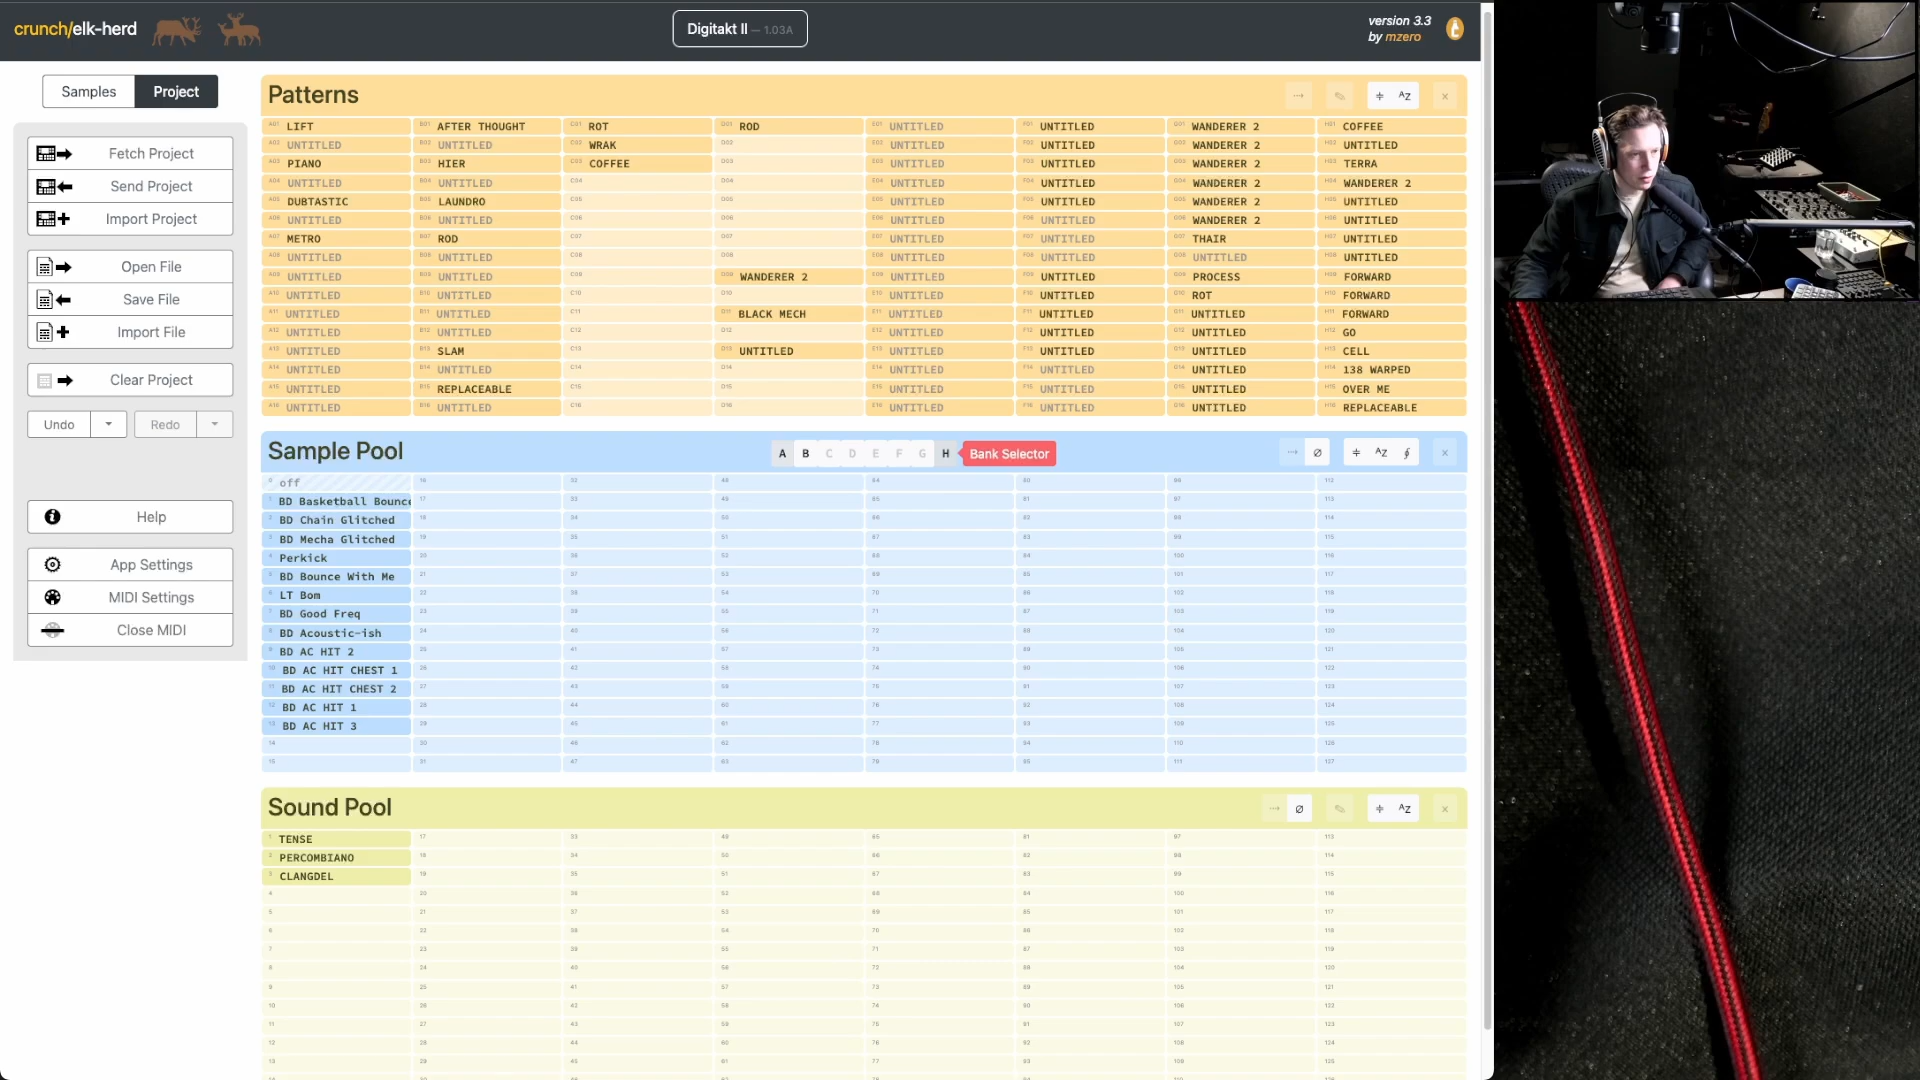 crunch/elk-herd
Digitakt II — 1.03A
version 3.3
by mzero
Samples
Project
Fetch Project
Send Project
Import Project
Open File
Save File
Import File
Clear Project
Undo
Redo
Help
App Settings
MIDI Settings
Close MIDI
Patterns
LIFT AFTER THOUGHT ROT ROD UNTITLED UNTITLED WANDERER 2 COFFEE
UNTITLED UNTITLED WRAK UNTITLED UNTITLED WANDERER 2 UNTITLED
PIANO HIER COFFEE UNTITLED UNTITLED WANDERER 2 TERRA
UNTITLED UNTITLED UNTITLED UNTITLED WANDERER 2 WANDERER 2
DUBTASTIC LAUNDRO UNTITLED UNTITLED WANDERER 2 UNTITLED
UNTITLED UNTITLED UNTITLED UNTITLED WANDERER 2 UNTITLED
METRO ROD UNTITLED UNTITLED THAIR UNTITLED
UNTITLED UNTITLED UNTITLED UNTITLED UNTITLED UNTITLED
UNTITLED UNTITLED WANDERER 2 UNTITLED UNTITLED PROCESS FORWARD
UNTITLED UNTITLED UNTITLED UNTITLED ROT FORWARD
UNTITLED UNTITLED BLACK MECH UNTITLED UNTITLED UNTITLED FORWARD
UNTITLED UNTITLED UNTITLED UNTITLED UNTITLED GO
UNTITLED SLAM UNTITLED UNTITLED UNTITLED UNTITLED CELL
UNTITLED UNTITLED UNTITLED UNTITLED UNTITLED 138 WARPED
UNTITLED REPLACEABLE UNTITLED UNTITLED UNTITLED OVER ME
UNTITLED UNTITLED UNTITLED UNTITLED UNTITLED REPLACEABLE
Sample Pool
A B C D E F G H
Bank Selector
off
BD Basketball Bounce
BD Chain Glitched
BD Mecha Glitched
Perkick
BD Bounce With Me
LT Bom
BD Good Freq
BD Acoustic-ish
BD AC HIT 2
BD AC HIT CHEST 1
BD AC HIT CHEST 2
BD AC HIT 1
BD AC HIT 3
Sound Pool
TENSE
PERCOMBIANO
CLANGDEL